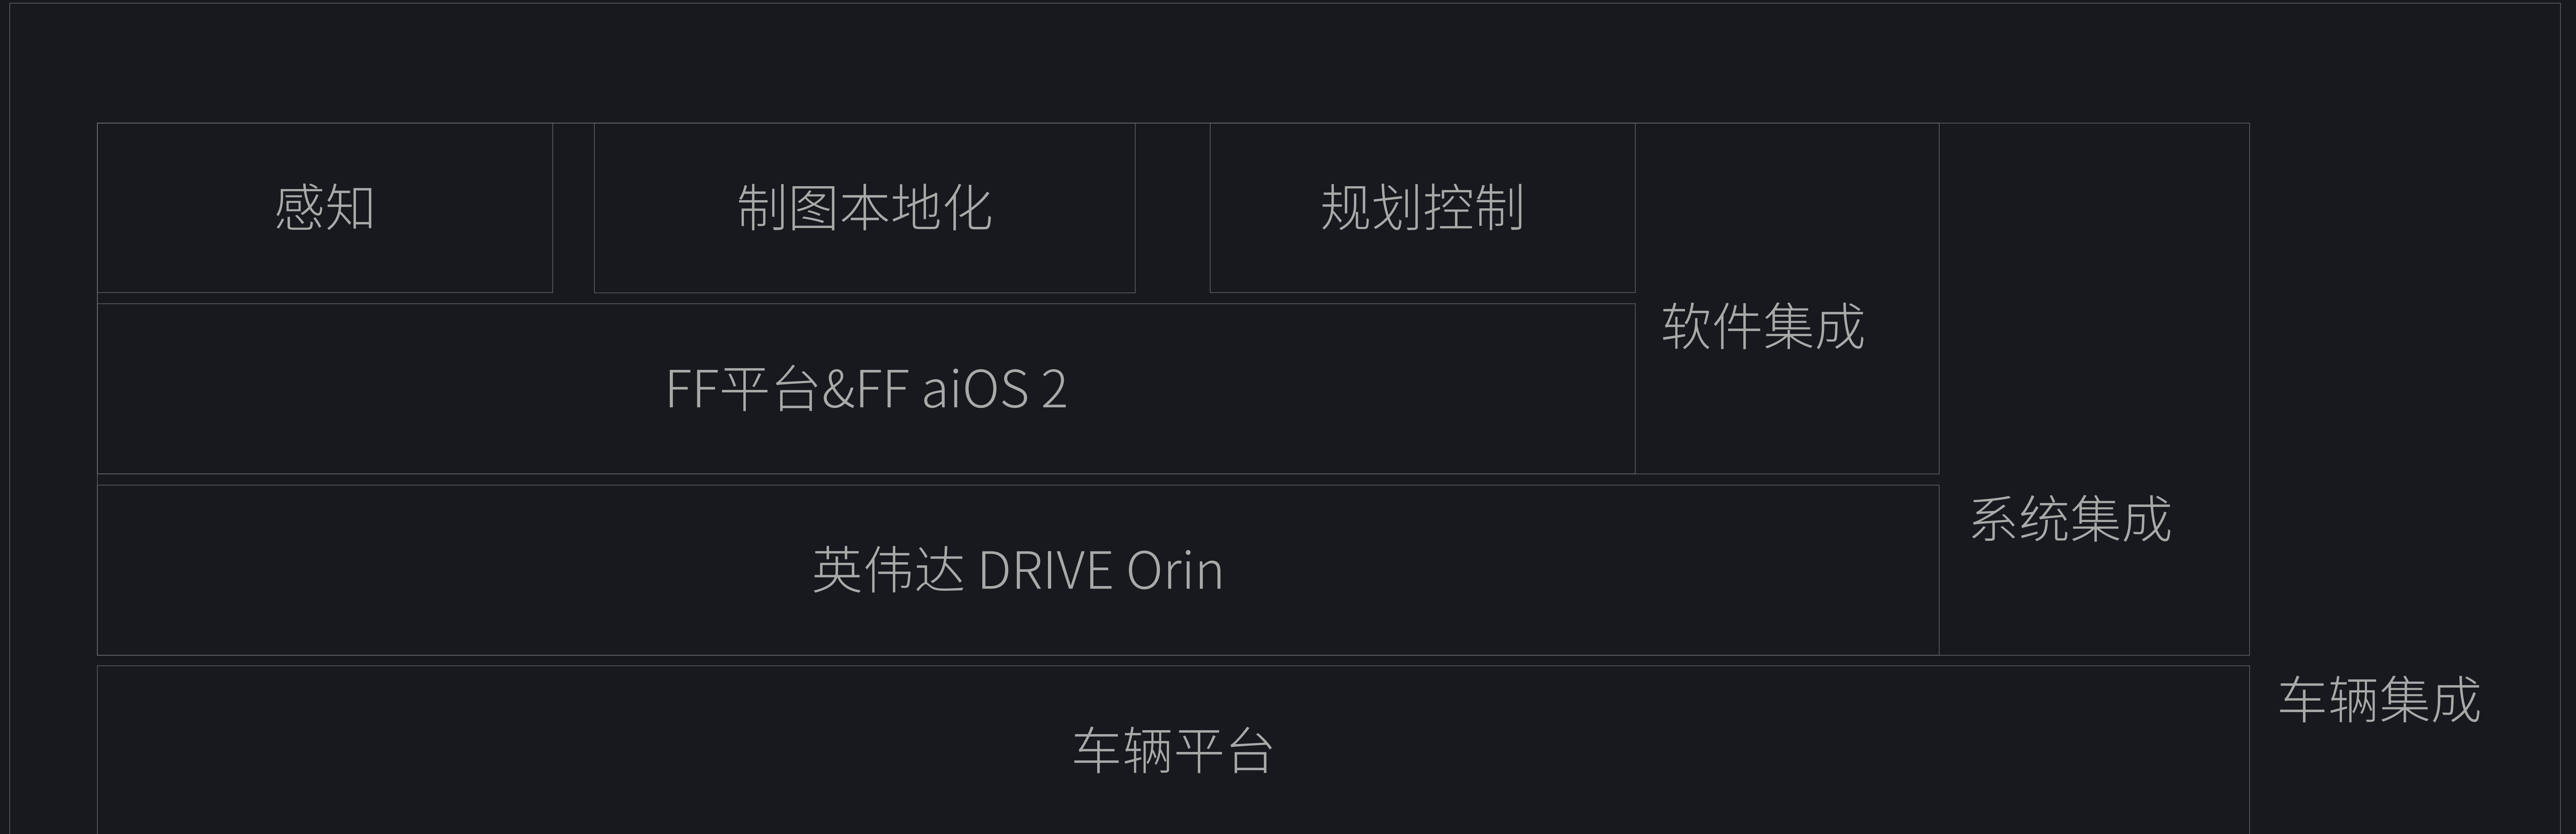 感知
制图本地化
规划控制
软件集成
FF平台&FF aiOS 2
系统集成
英伟达 DRIVE Orin
车辆集成
车辆平台